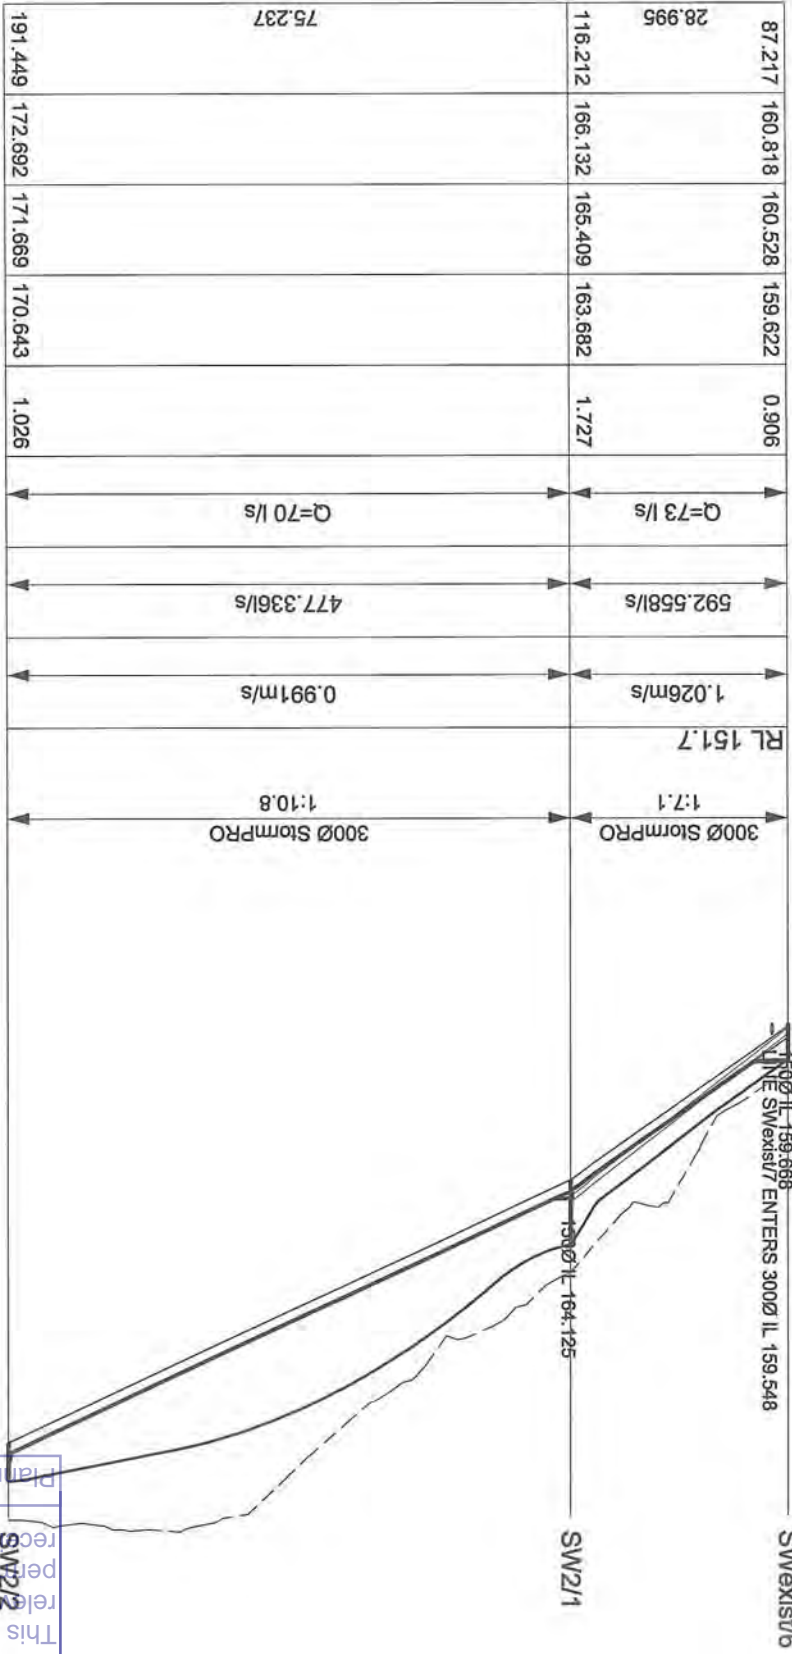 SWexist/6
SW2/1
SW2/2
LINE SWexist/7 ENTERS 300Ø IL 159.548
150Ø IL 159.668
150Ø IL 164.125
300Ø StormPRO
1:7.1
300Ø StormPRO
1:10.8
RL 151.7
1.026m/s
0.991m/s
592.558l/s
477.336l/s
Q=73 l/s
Q=70 l/s
0.906
1.727
1.026
159.622
163.682
170.643
160.528
165.409
171.669
160.818
166.132
172.692
87.217
116.212
191.449
28.995
75.237
This